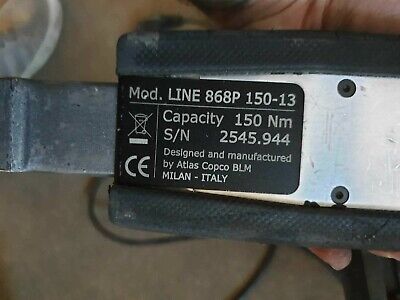 Mod. LINE 868P 150-13
Capacity 150 Nm
S/N 2545.944
Designed and manufactured
by Atlas Copco BLM
MILAN - ITALY
CE